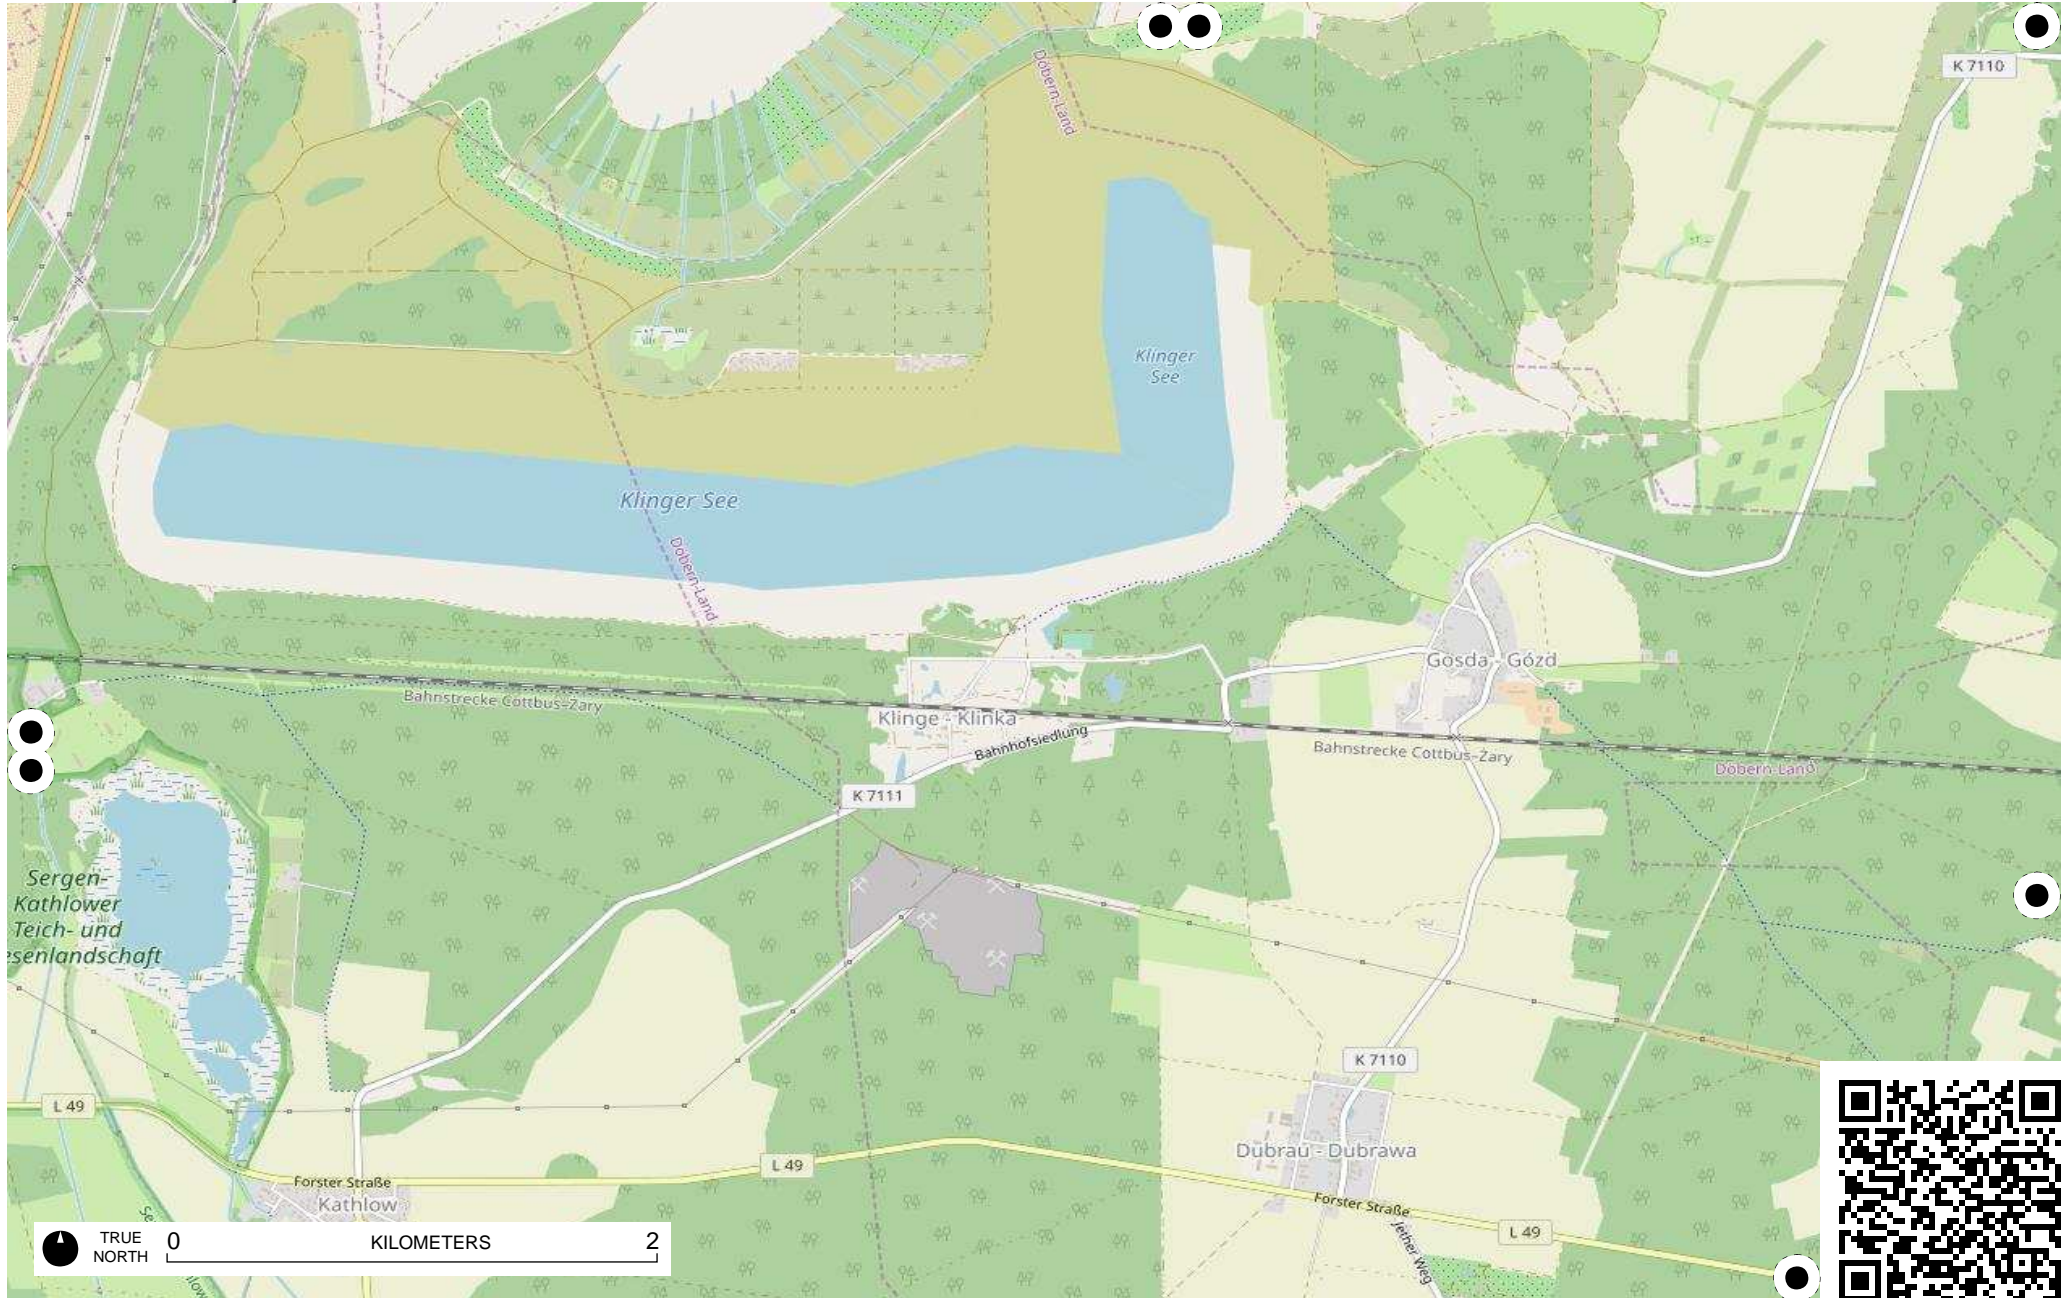 K 7110
Döbern-Land
Klinger
See
Klinger See
Döbern-Land
Gosda - Gózd
Bahnstrecke Cottbus–Żary
Klinge - Klinka
Bahnhofsiedlung
Bahnstrecke Cottbus–Żary
Döbern-Land
K 7111
Sergen-
Kathlower
Teich- und
esenlandschaft
K 7110
L 49
Dubrau - Dubrawa
L 49
Forster Straße
Kathlow
Forster Straße
L 49
Jether Weg
TRUE
NORTH
0 KILOMETERS 2